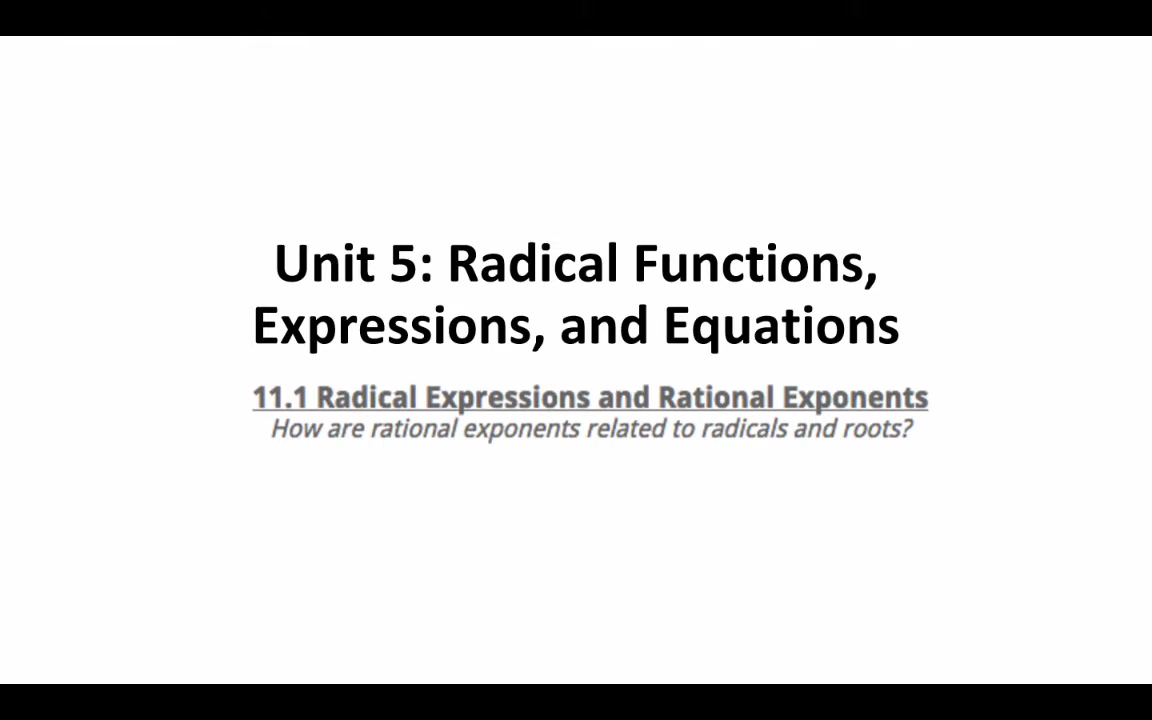 Unit 5: Radical Functions,
Expressions, and Equations
11.1 Radical Expressions and Rational Exponents
How are rational exponents related to radicals and roots?